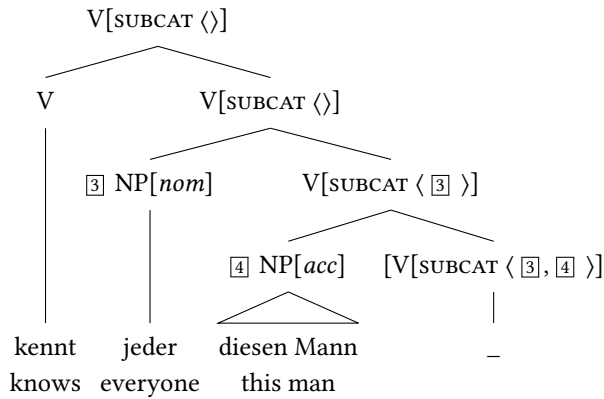 V[SUBCAT ⟨⟩]
V V[SUBCAT ⟨⟩]
3 NP[nom] V[SUBCAT ⟨ 3 ⟩]
4 NP[acc] [V[SUBCAT ⟨ 3, 4 ⟩]
kennt jeder diesen Mann _
knows everyone this man